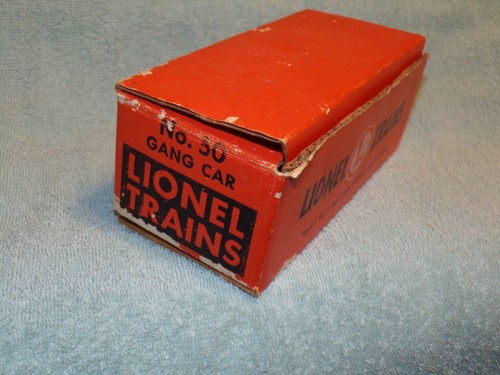 No. 50
GANG CAR
LIONEL
TRAINS
LIONEL L TRAINS